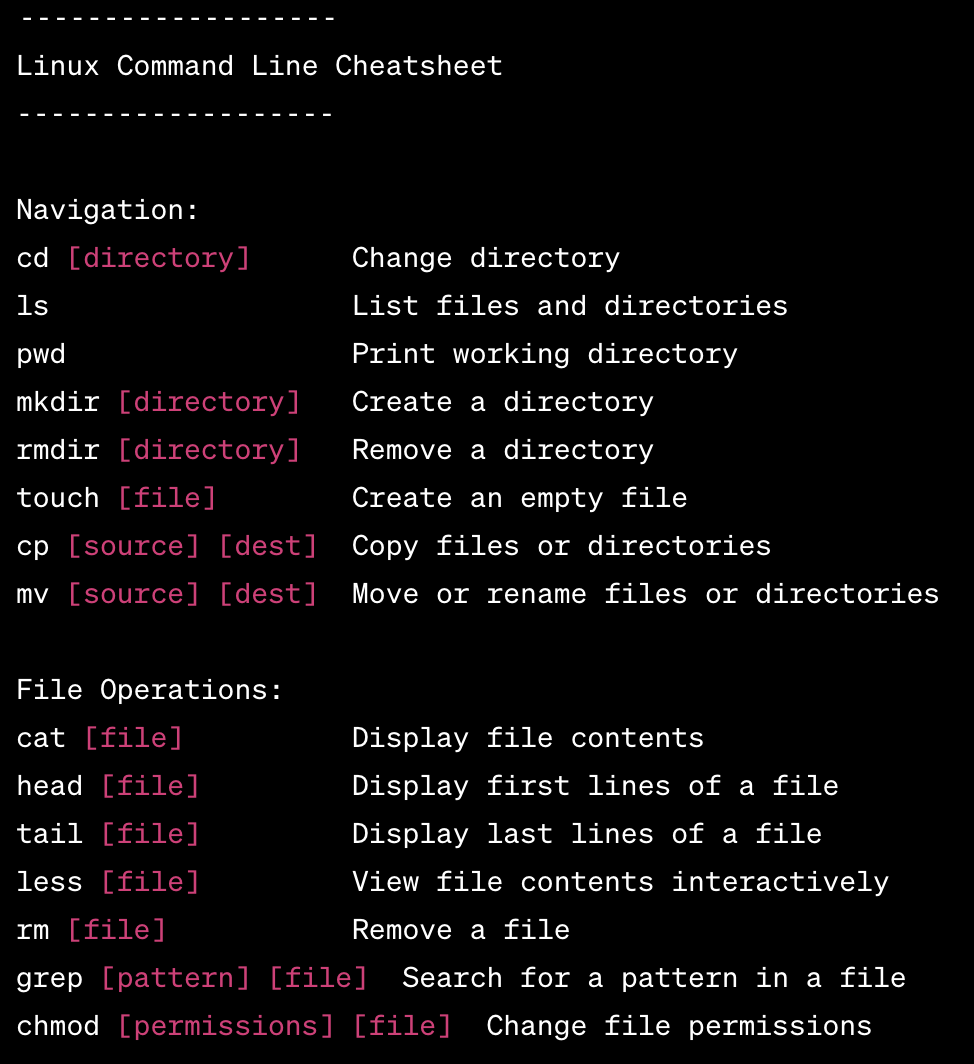 -------------------
Linux Command Line Cheatsheet
-------------------

Navigation:
cd [directory]      Change directory
ls                  List files and directories
pwd                 Print working directory
mkdir [directory]   Create a directory
rmdir [directory]   Remove a directory
touch [file]        Create an empty file
cp [source] [dest]  Copy files or directories
mv [source] [dest]  Move or rename files or directories

File Operations:
cat [file]          Display file contents
head [file]         Display first lines of a file
tail [file]         Display last lines of a file
less [file]         View file contents interactively
rm [file]           Remove a file
grep [pattern] [file]  Search for a pattern in a file
chmod [permissions] [file]  Change file permissions